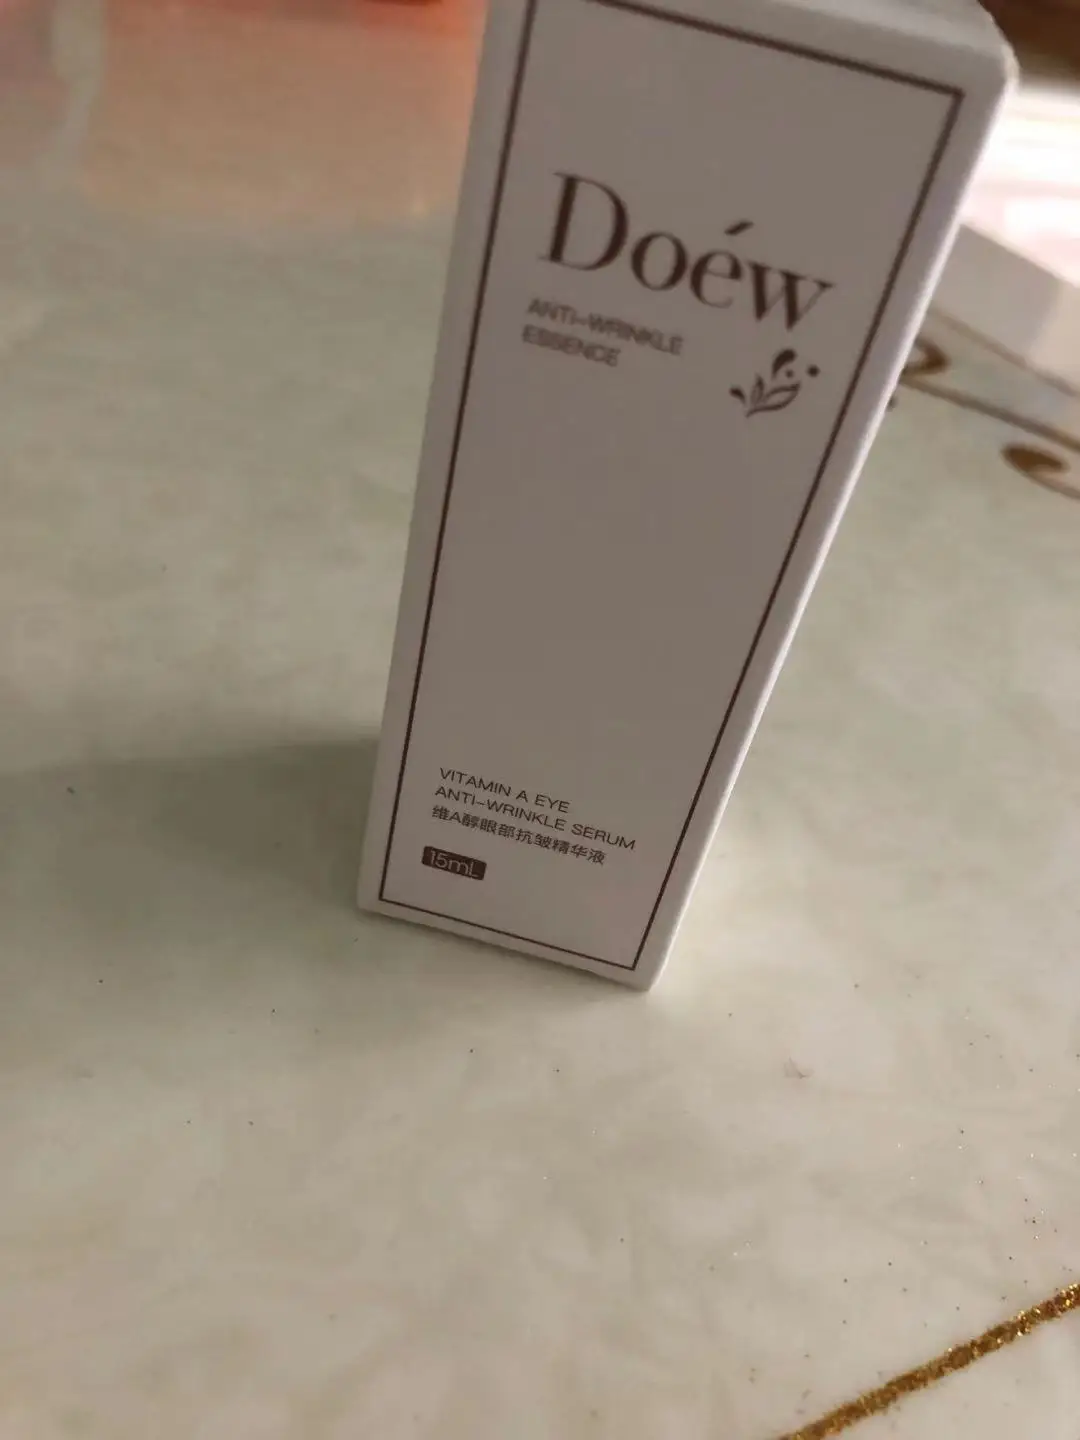 Doéw
ANTI-WRINKLE
ESSENCE
VITAMIN A EYE
ANTI-WRINKLE SERUM
维A醇眼部抗皱精华液
15mL